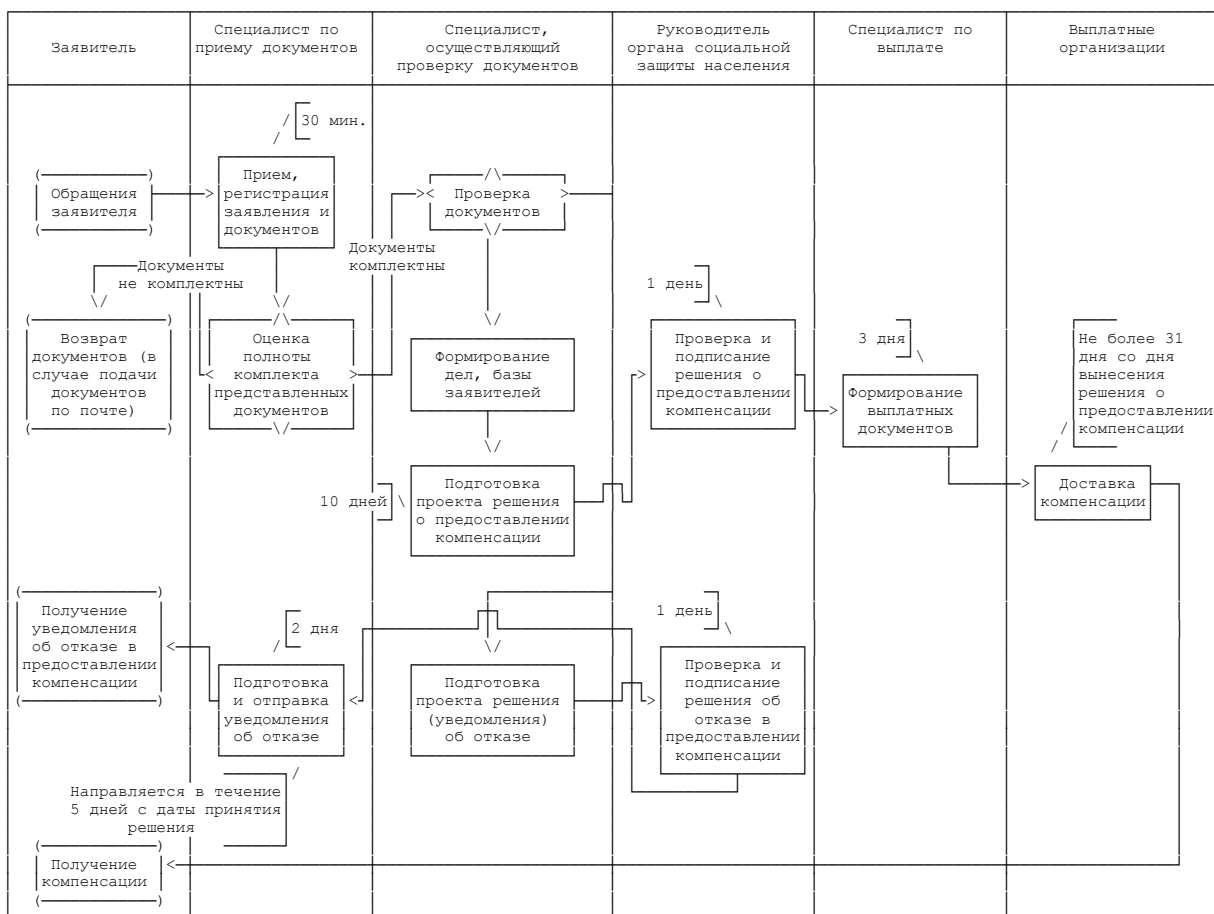 Заявитель
Специалист по
приему документов
Специалист,
осуществляющий
проверку документов
Руководитель
органа социальной
защиты населения
Специалист по
выплате
Выплатные
организации
30 мин.
Обращения
заявителя
Прием,
регистрация
заявления и
документов
Проверка
документов
Документы
не комплектны
Документы
комплектны
Возврат
документов (в
случае подачи
документов
по почте)
Оценка
полноты
комплекта
представленных
документов
Формирование
дел, базы
заявителей
1 день
Проверка и
подписание
решения о
предоставлении
компенсации
3 дня
Формирование
выплатных
документов
Не более 31
дня со дня
вынесения
решения о
предоставлении
компенсации
10 дней
Подготовка
проекта решения
о предоставлении
компенсации
Доставка
компенсации
Получение
уведомления
об отказе в
предоставлении
компенсации
2 дня
Подготовка
и отправка
уведомления
об отказе
Подготовка
проекта решения
(уведомления)
об отказе
1 день
Проверка и
подписание
решения об
отказе в
предоставлении
компенсации
Направляется в течение
5 дней с даты принятия
решения
Получение
компенсации